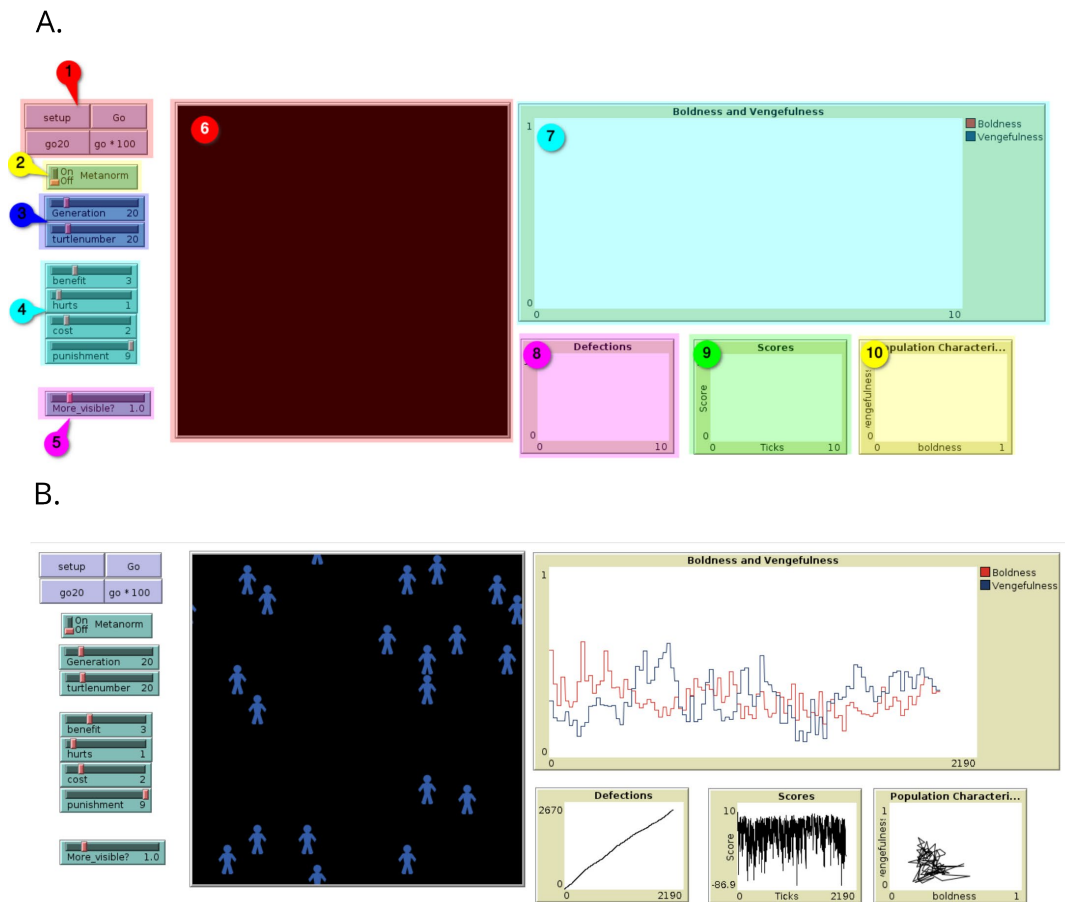 A.
1
setup Go
go20 go * 100
2
On
Off Metanorm
3
Generation 20
turtlenumber 20
4
benefit 3
hurts 1
cost 2
punishment 9
More_visible? 1.0
5
6
Boldness and Vengefulness
7
1
0
0 10
Boldness
Vengefulness
8
Defections
0
10
9
Scores
Score
0
0 Ticks 10
10
opulation Characteri...
engefulness
0
0 boldness 1
B.
setup Go
go20 go * 100
On
Off Metanorm
Generation 20
turtlenumber 20
benefit 3
hurts 1
cost 2
punishment 9
More_visible? 1.0
Boldness and Vengefulness
1
0
0 2190
Boldness
Vengefulness
Defections
2670
0
0 2190
Scores
10
Score
-86.9
0 Ticks 2190
Population Characteri...
1
engefulness
0
0 boldness 1